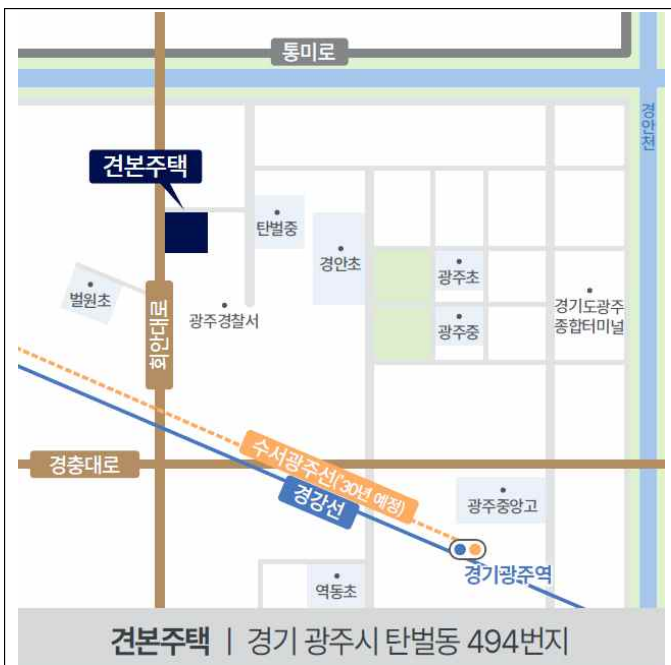 통미로
경안천
견본주택
탄벌중
경안초
벌원초
광주경찰서
회안대로
광주초
광주중
경기도광주
종합터미널
경충대로
수서광주선('30년 예정)
경강선
광주중앙고
경기광주역
역동초
견본주택 | 경기 광주시 탄벌동 494번지